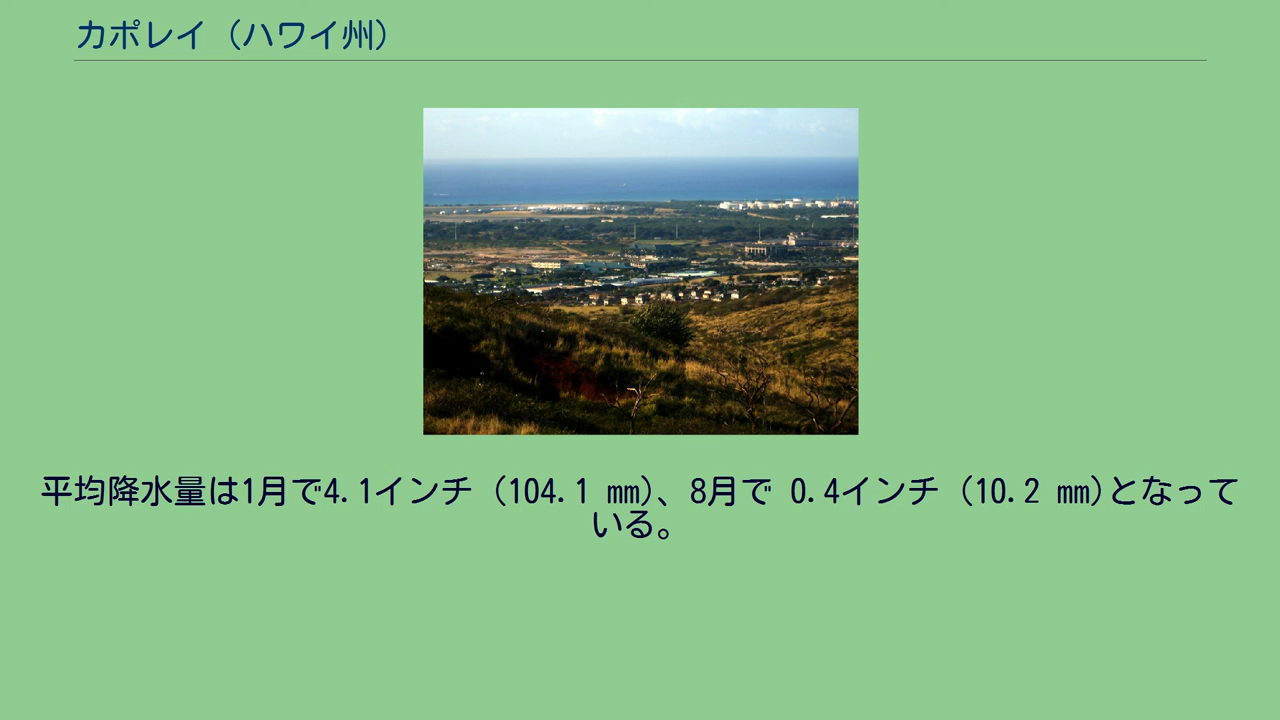 カポレイ（ハワイ州）
平均降水量は1月で4.1インチ (104.1 mm)、8月で 0.4インチ (10.2 mm)となって
いる。